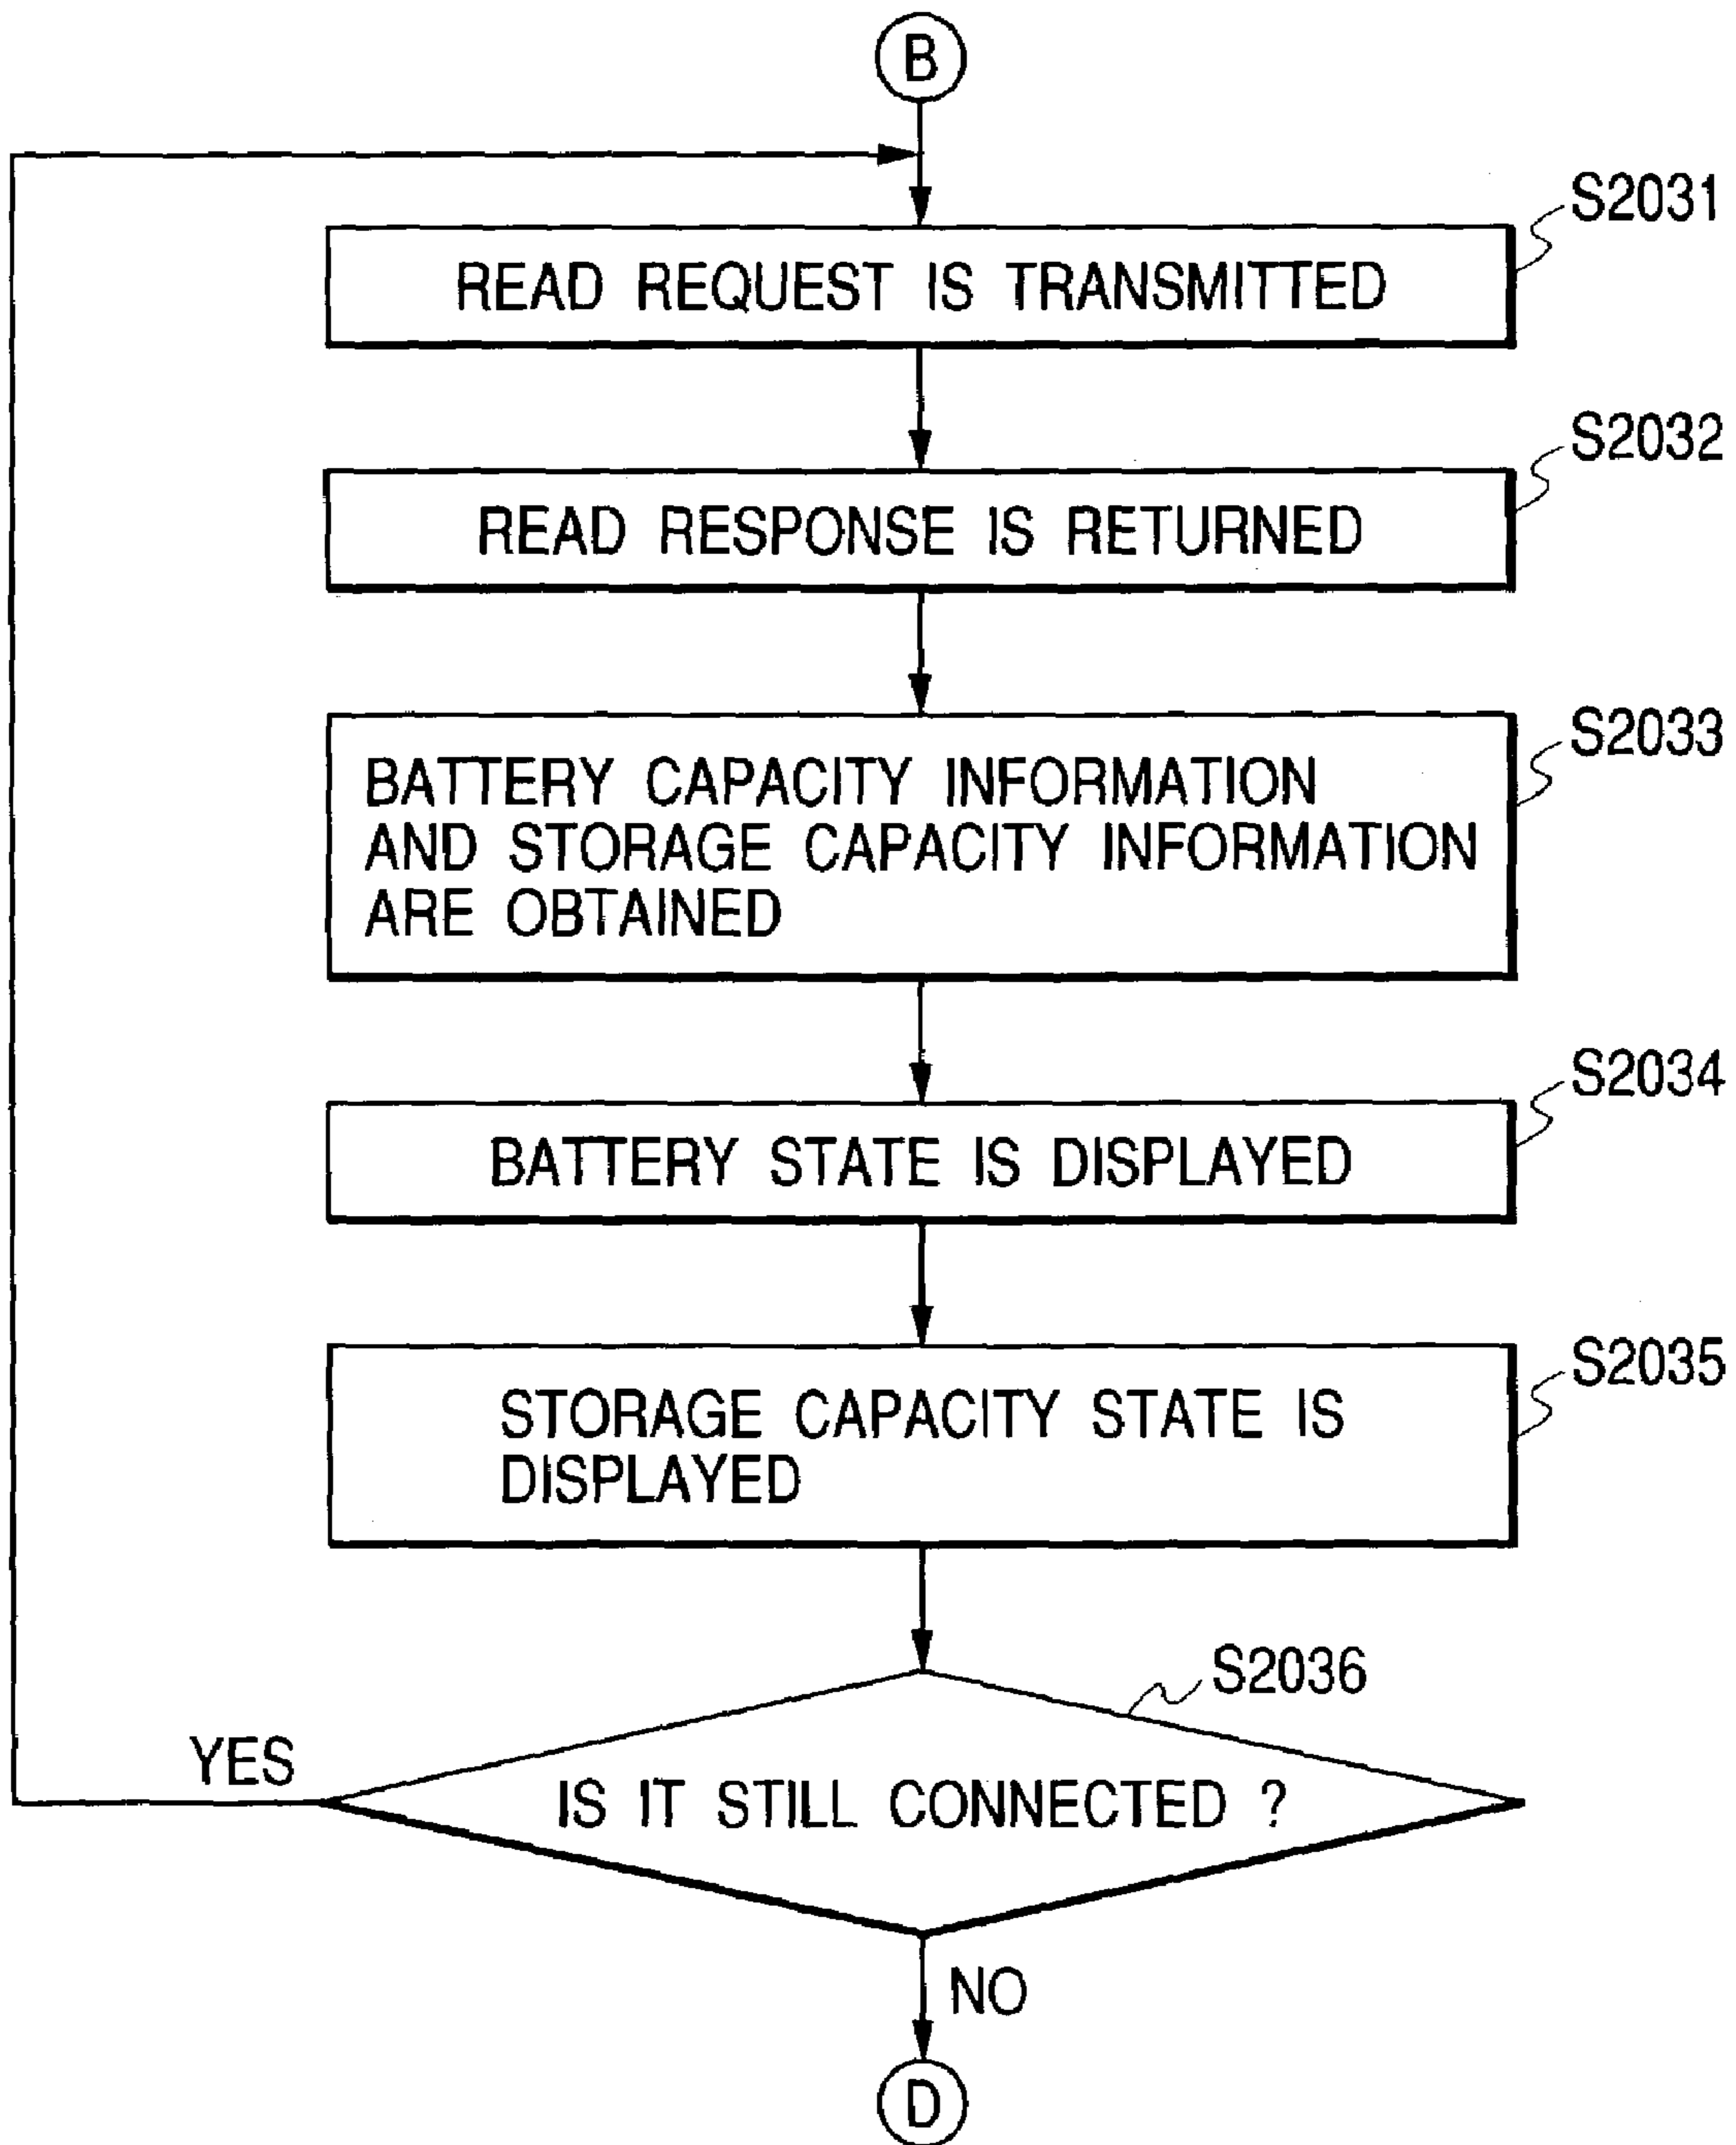 B
S2031
READ REQUEST IS TRANSMITTED
S2032
READ RESPONSE IS RETURNED
S2033
BATTERY CAPACITY INFORMATION
AND STORAGE CAPACITY INFORMATION
ARE OBTAINED
S2034
BATTERY STATE IS DISPLAYED
S2035
STORAGE CAPACITY STATE IS
DISPLAYED
S2036
YES
IS IT STILL CONNECTED ?
NO
D